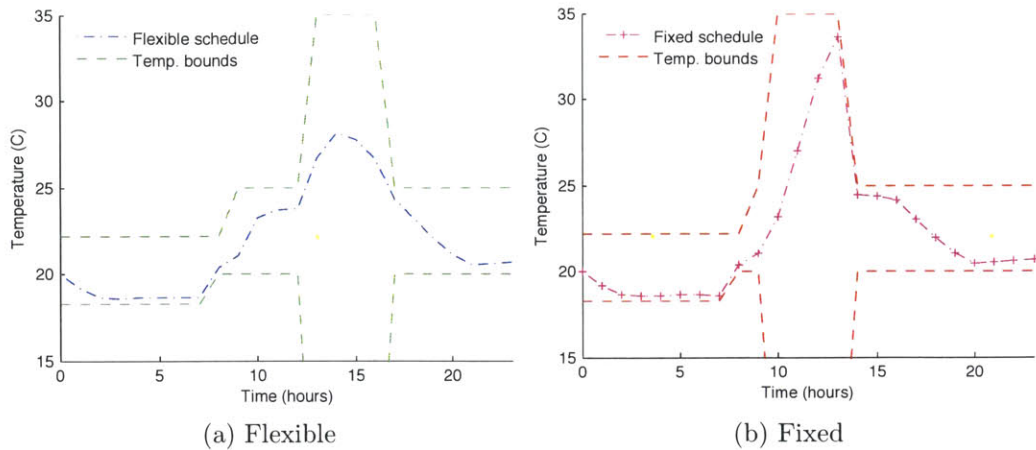 35
30
25
20
15
Temperature (C)
Flexible schedule
Temp. bounds
0
5
10
15
20
Time (hours)
(a) Flexible
35
30
25
20
15
Temperature (C)
Fixed schedule
Temp. bounds
0
5
10
15
20
Time (hours)
(b) Fixed